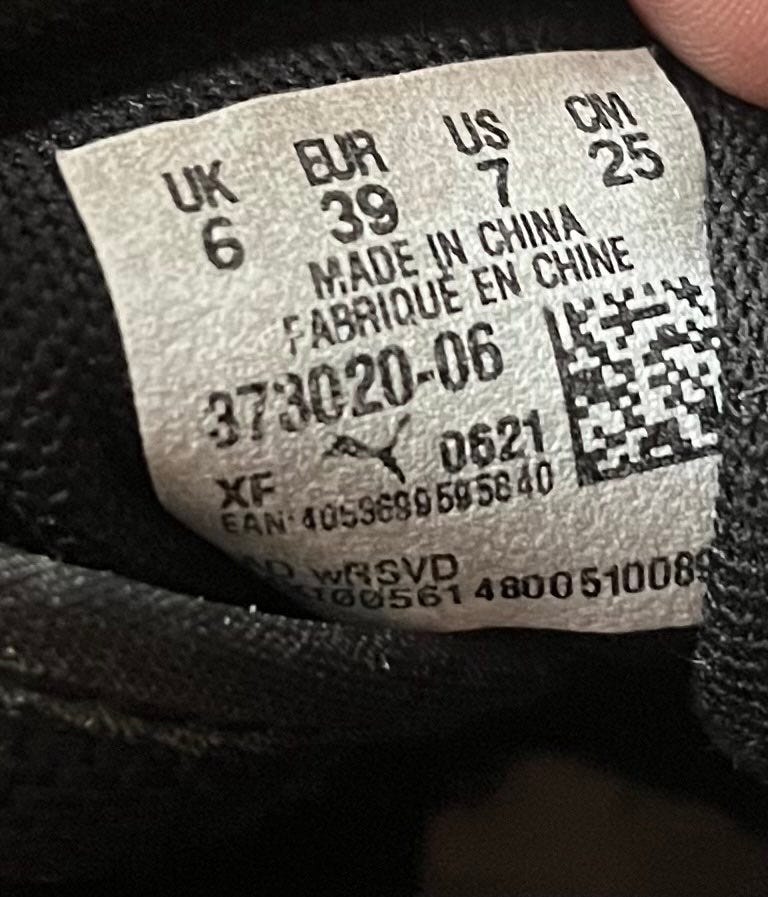 UK EUR US CM
6 39 7 25
MADE IN CHINA
FABRIQUE EN CHINE
373020-06
0621
XF
EAN:
wRSVD
4800510089